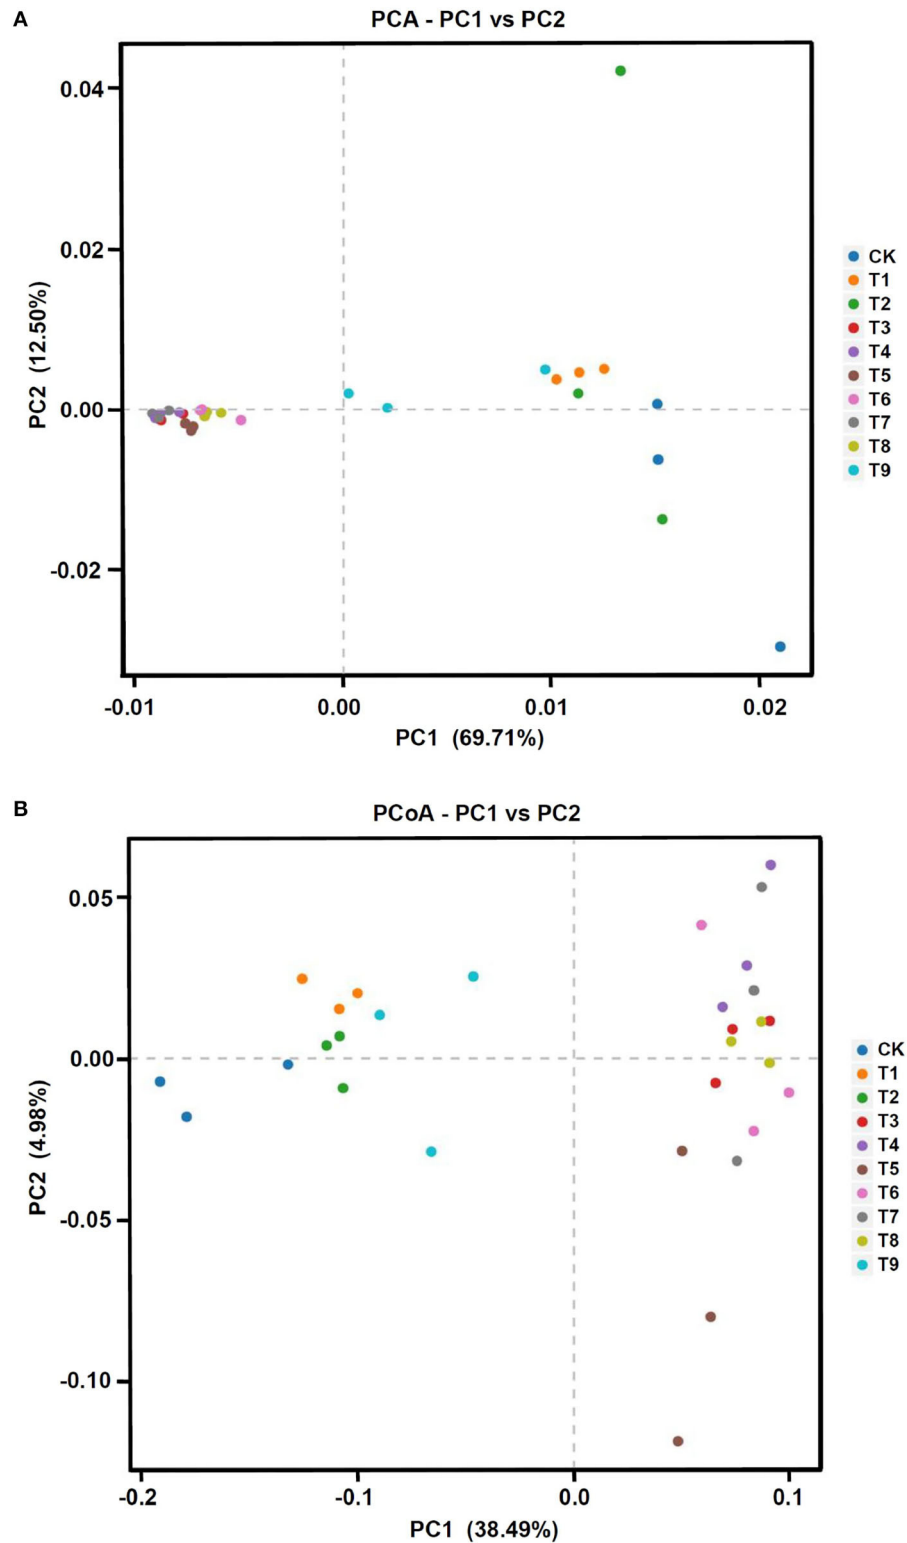 A
PCA - PC1 vs PC2
0.04
0.02
0.00
-0.02
PC2 (12.50%)
-0.01 0.00 0.01 0.02
PC1 (69.71%)
CK
T1
T2
T3
T4
T5
T6
T7
T8
T9
B
PCoA - PC1 vs PC2
0.05
0.00
-0.05
-0.10
PC2 (4.98%)
-0.2 -0.1 0.0 0.1
PC1 (38.49%)
CK
T1
T2
T3
T4
T5
T6
T7
T8
T9